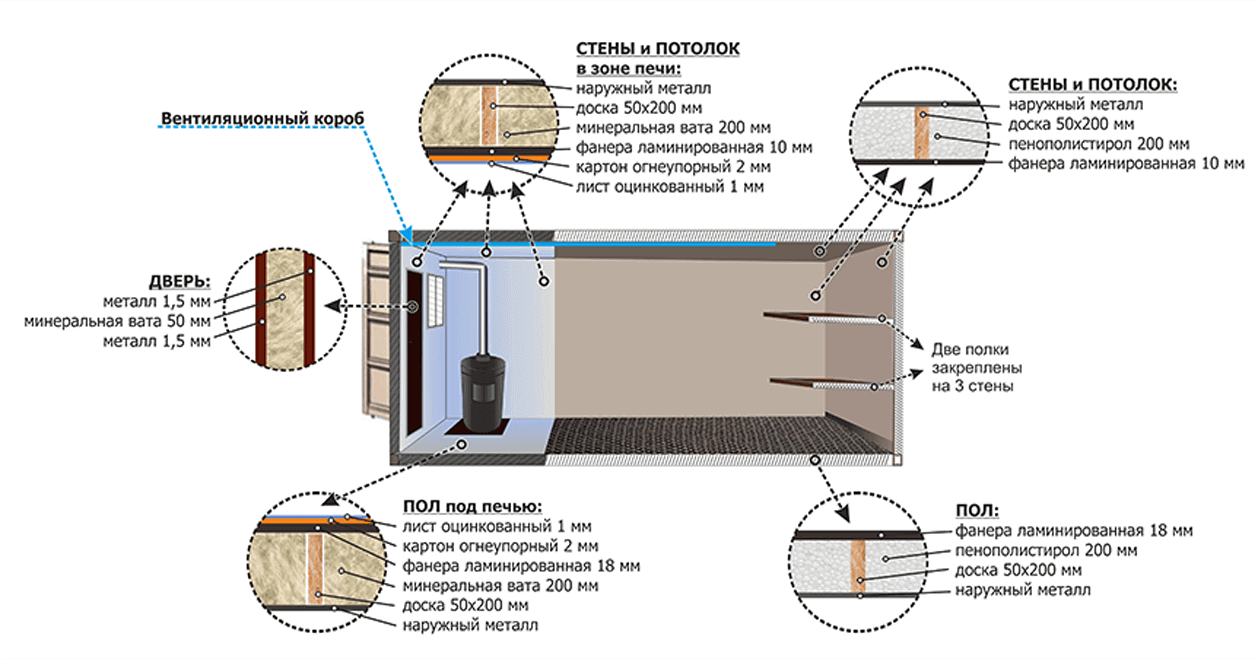 СТЕНЫ и ПОТОЛОК
в зоне печи:
наружный металл
доска 50х200 мм
минеральная вата 200 мм
фанера ламинированная 10 мм
картон огнеупорный 2 мм
лист оцинкованный 1 мм
СТЕНЫ и ПОТОЛОК:
наружный металл
доска 50х200 мм
пенополистирол 200 мм
фанера ламинированная 10 мм
Вентиляционный короб
ДВЕРЬ:
металл 1,5 мм
минеральная вата 50 мм
металл 1,5 мм
Две полки
закреплены
на 3 стены
ПОЛ под печью:
лист оцинкованный 1 мм
картон огнеупорный 2 мм
фанера ламинированная 18 мм
минеральная вата 200 мм
доска 50х200 мм
наружный металл
ПОЛ:
фанера ламинированная 18 мм
пенополистирол 200 мм
доска 50х200 мм
наружный металл